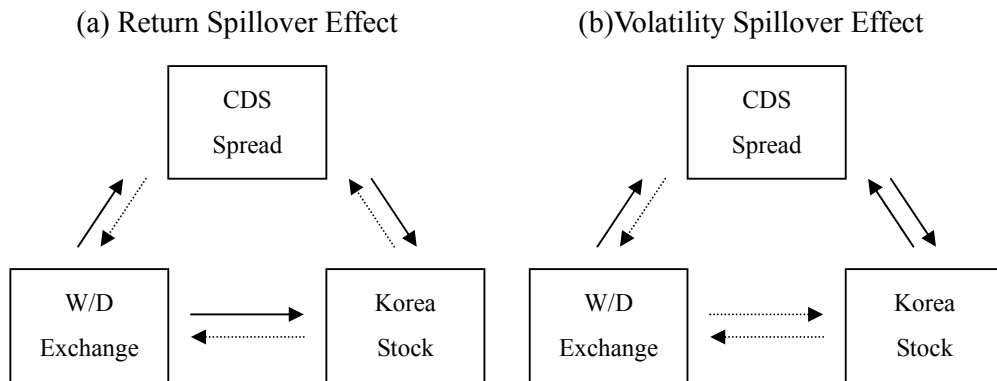 (a) Return Spillover Effect
CDS
Spread
W/D
Exchange
Korea
Stock
(b)Volatility Spillover Effect
CDS
Spread
W/D
Exchange
Korea
Stock